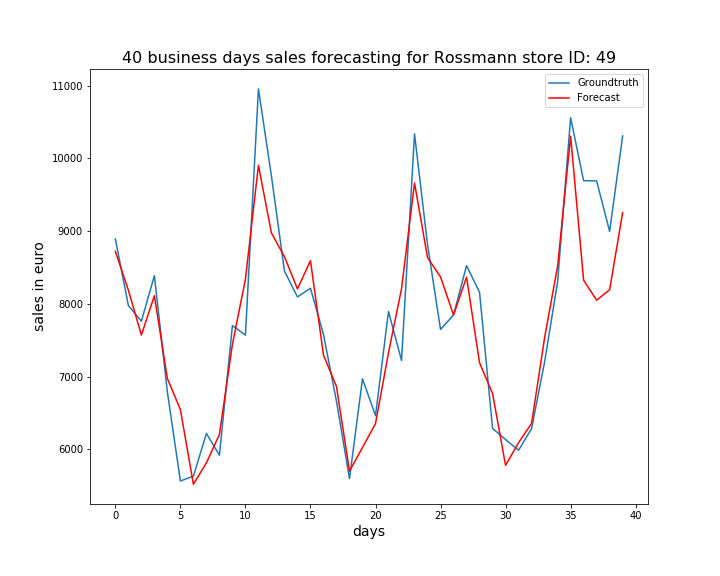 40 business days sales forecasting for Rossmann store ID: 49
Groundtruth
Forecast
11000
10000
9000
8000
7000
6000
sales in euro
0 5 10 15 20 25 30 35 40
days